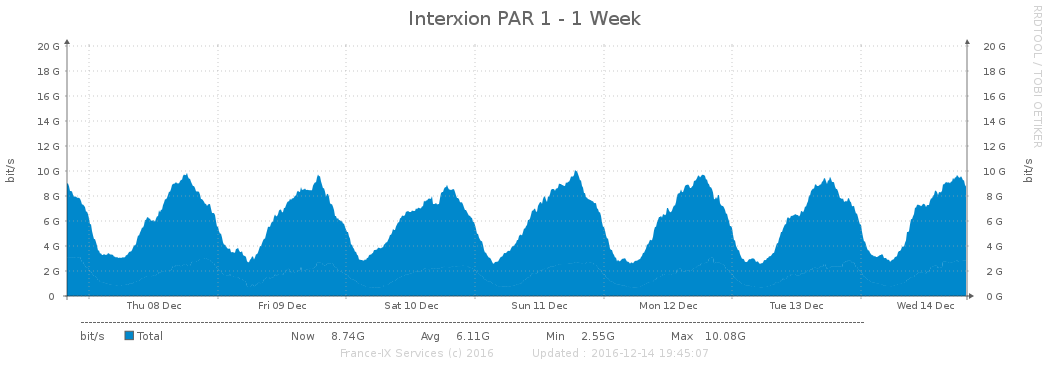 Interxion PAR 1 - 1 Week
RRDTOOL / TOBI OETIKER
20 G 20 G
18 G 18 G
16 G 16 G
14 G 14 G
12 G 12 G
10 G 10 G
8 G 8 G
6 G 6 G
4 G 4 G
2 G 2 G
0 0 G
bit/s
bit/s
Thu 08 Dec Fri 09 Dec Sat 10 Dec Sun 11 Dec Mon 12 Dec Tue 13 Dec Wed 14 Dec
bit/s Total Now 8.74G Avg 6.11G Min 2.55G Max 10.08G
France-IX Services (c) 2016 Updated : 2016-12-14 19:45:07